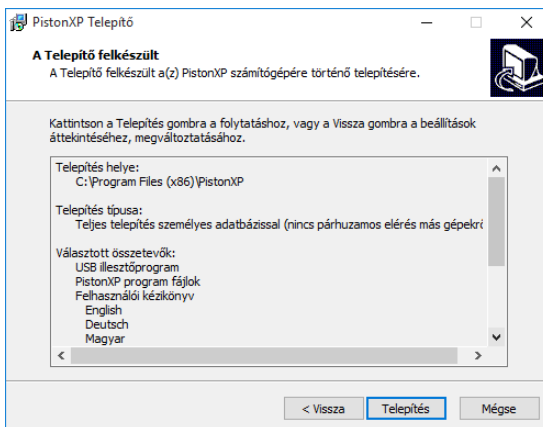 PistonXP Telepítő
A Telepítő felkészült
A Telepítő felkészült a(z) PistonXP számítógépére történő telepítésére.
Kattintson a Telepítés gombra a folytatáshoz, vagy a Vissza gombra a beállítások
áttekintéséhez, megváltoztatásához.
Telepítés helye:
C:\Program Files (x86)\PistonXP
Telepítés típusa:
Teljes telepítés személyes adatbázissal (nincs párhuzamos elérés más gépekrő
Választott összetevők:
USB illesztőprogram
PistonXP program fájlok
Felhasználói kézikönyv
English
Deutsch
Magyar
< Vissza
Telepítés
Mégse